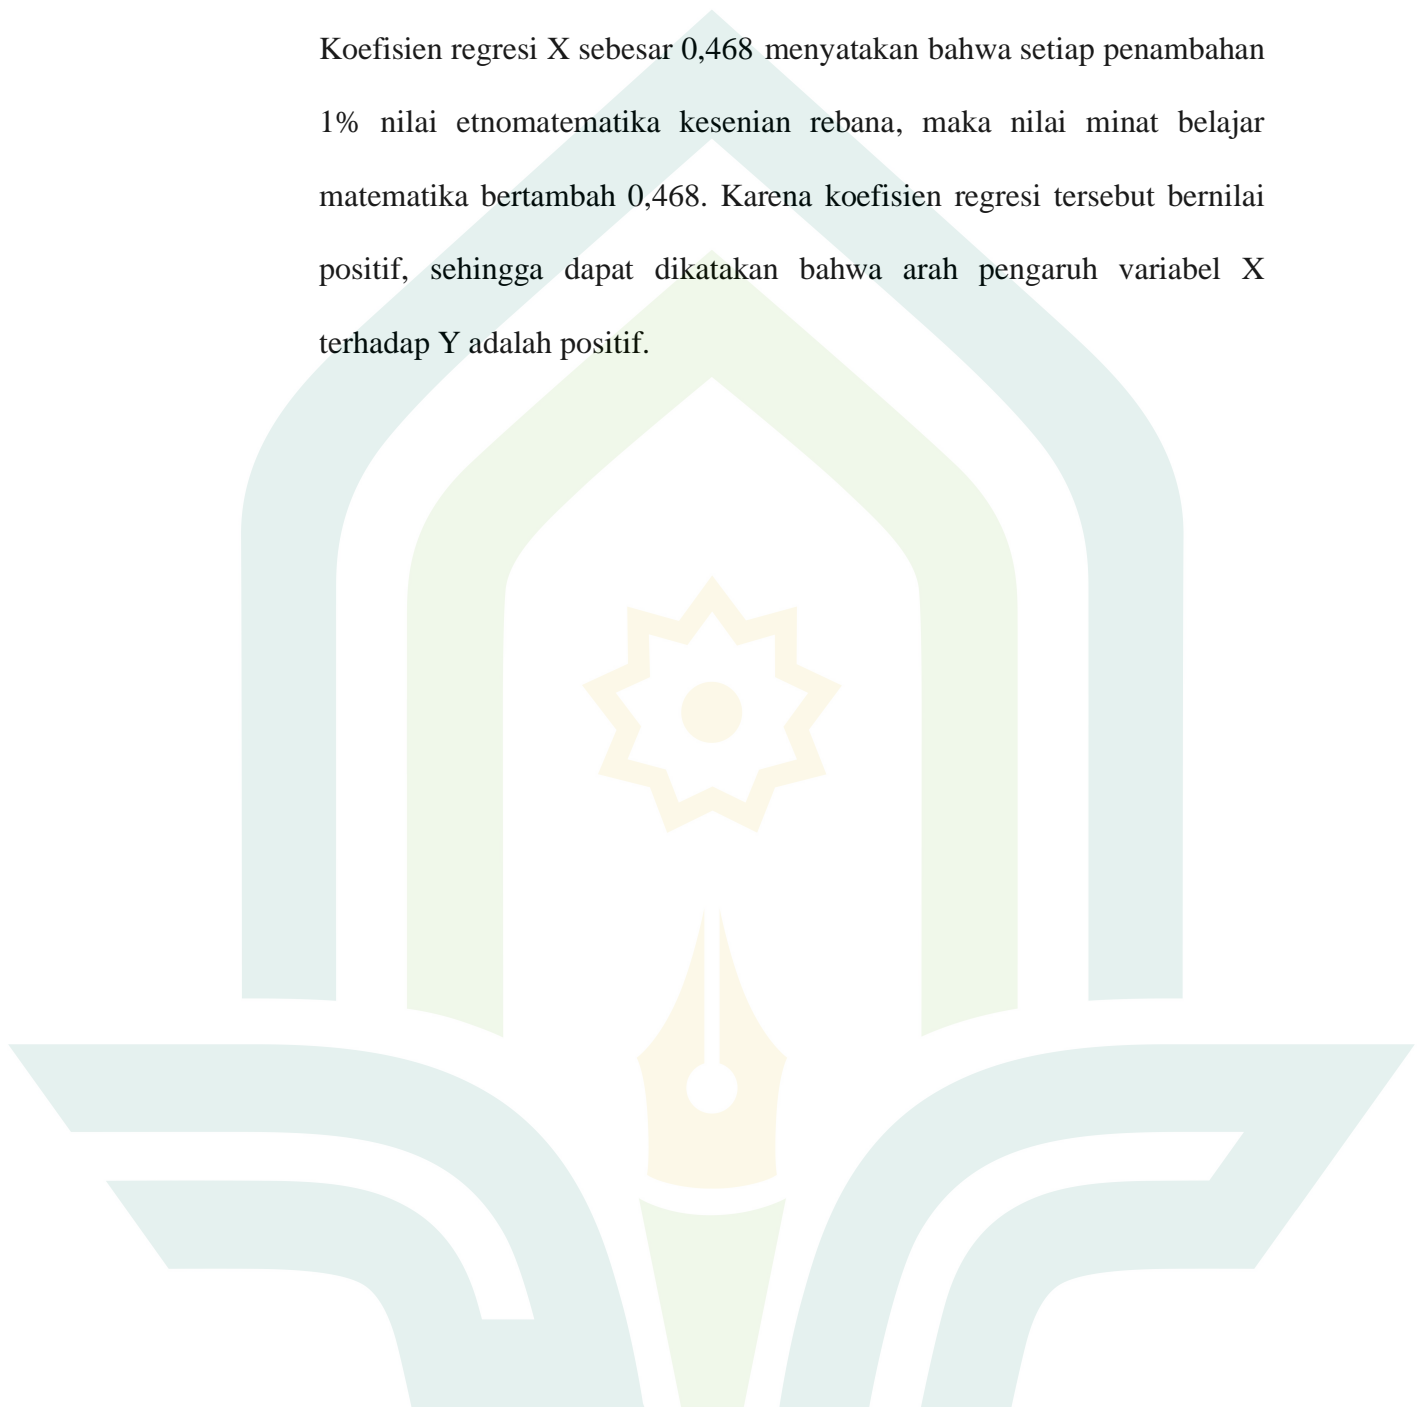 Koefisien regresi X sebesar 0,468 menyatakan bahwa setiap penambahan
1% nilai etnomatematika kesenian rebana, maka nilai minat belajar
matematika bertambah 0,468. Karena koefisien regresi tersebut bernilai
positif, sehingga dapat dikatakan bahwa arah pengaruh variabel X
terhadap Y adalah positif.